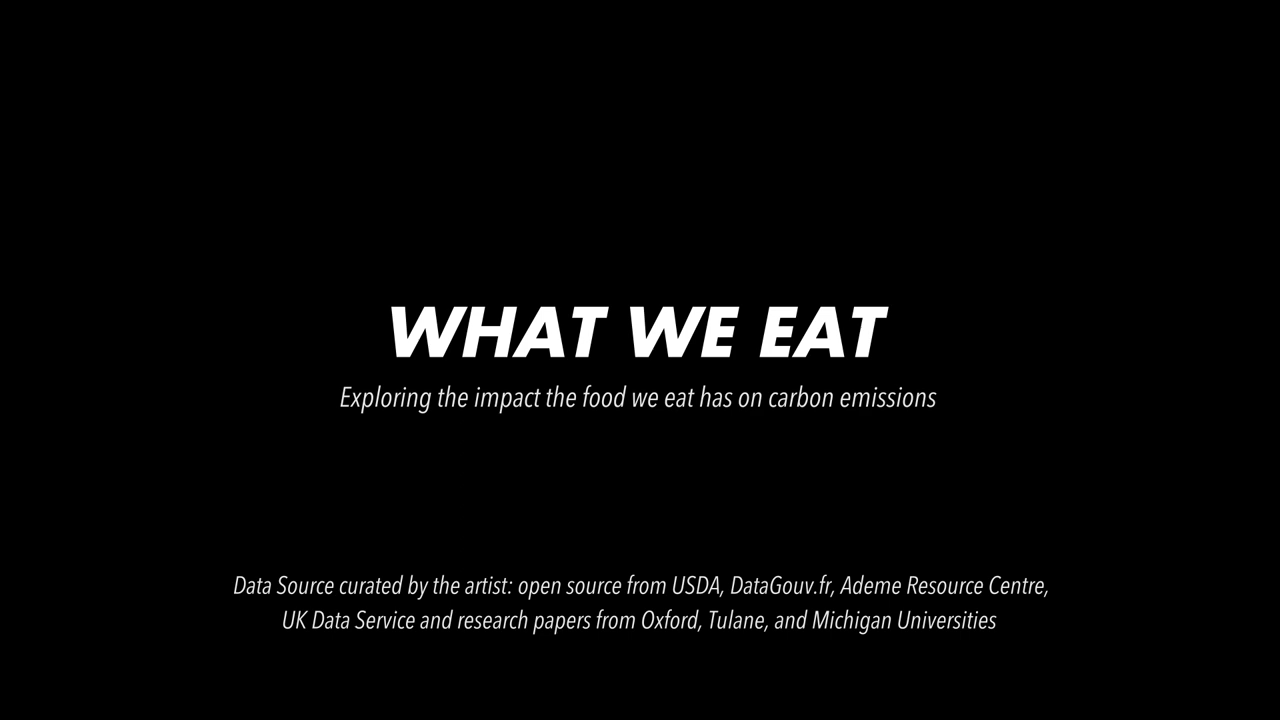 WHAT WE EAT
Exploring the impact the food we eat has on carbon emissions
Data Source curated by the artist: open source from USDA, DataGouv.fr, Ademe Resource Centre,
UK Data Service and research papers from Oxford, Tulane, and Michigan Universities